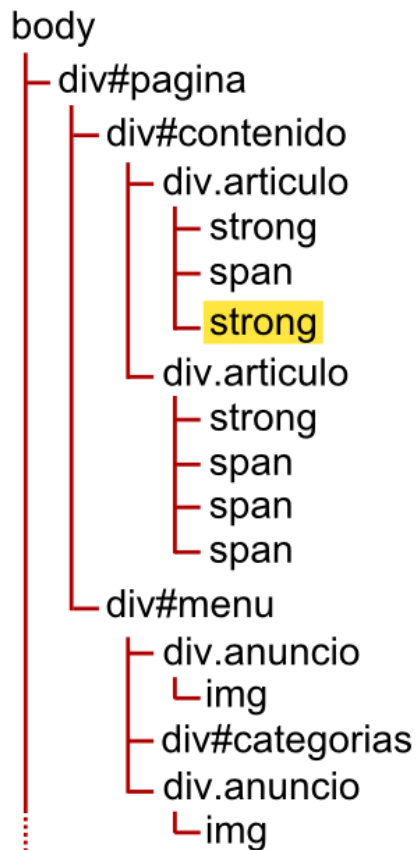 body
div#pagina
div#contenido
div.articulo
strong
span
strong
div.articulo
strong
span
span
span
div#menu
div.anuncio
img
div#categorias
div.anuncio
img